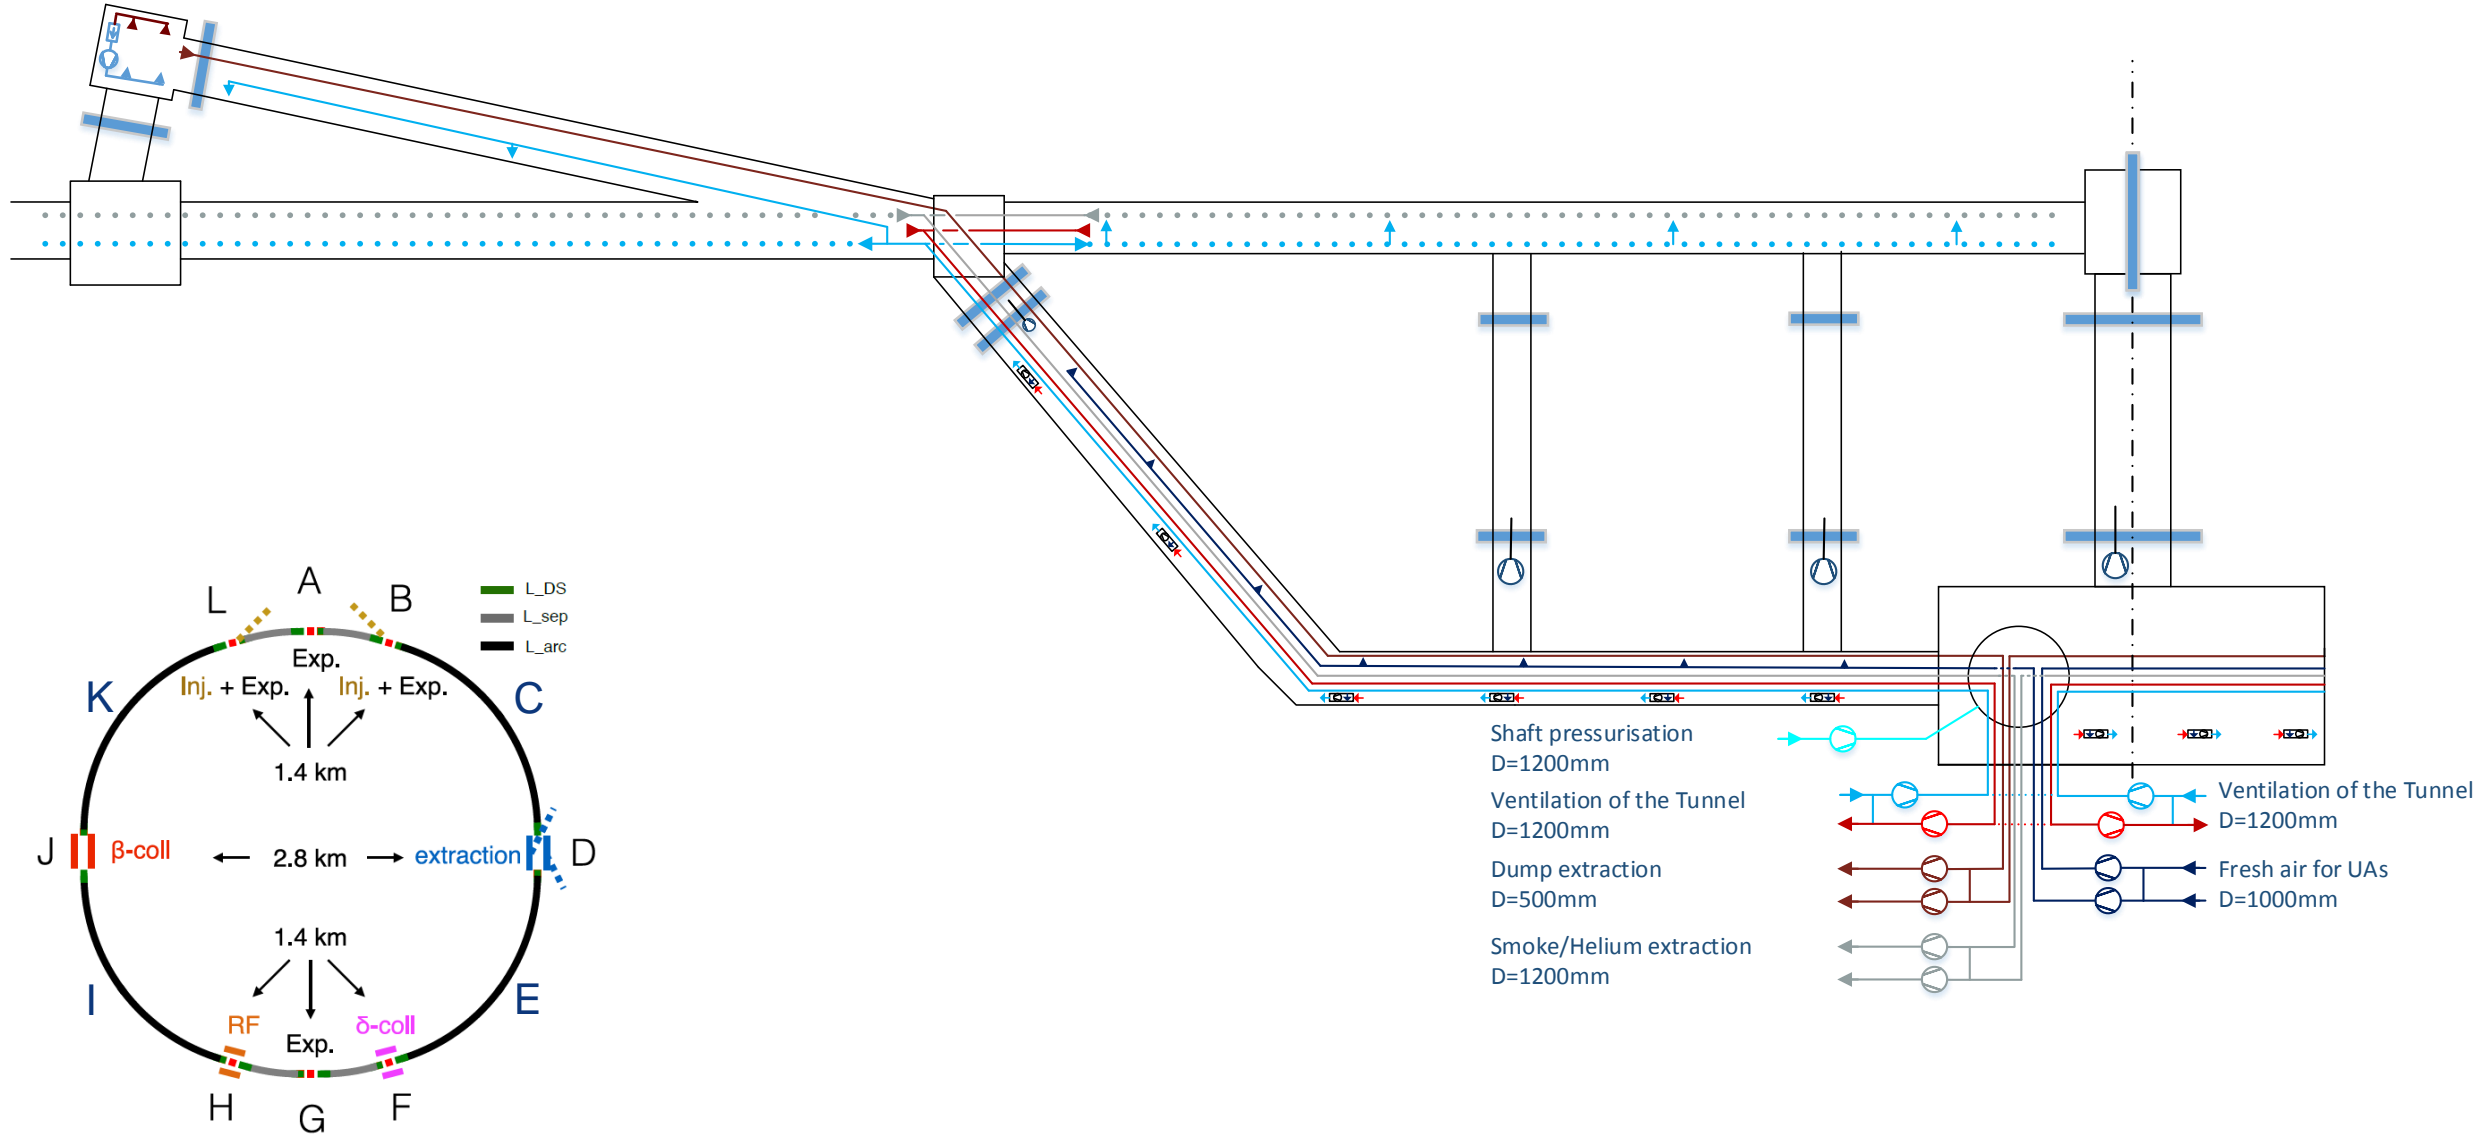 L
A
B
L_DS
L_sep
L_arc
Exp.
Inj. + Exp.
Inj. + Exp.
K
C
1.4 km
J
β-coll
2.8 km
extraction
D
1.4 km
I
E
RF
δ-coll
Exp.
H
G
F
Shaft pressurisation
D=1200mm
Ventilation of the Tunnel
D=1200mm
Dump extraction
D=500mm
Smoke/Helium extraction
D=1200mm
Ventilation of the Tunnel
D=1200mm
Fresh air for UAs
D=1000mm